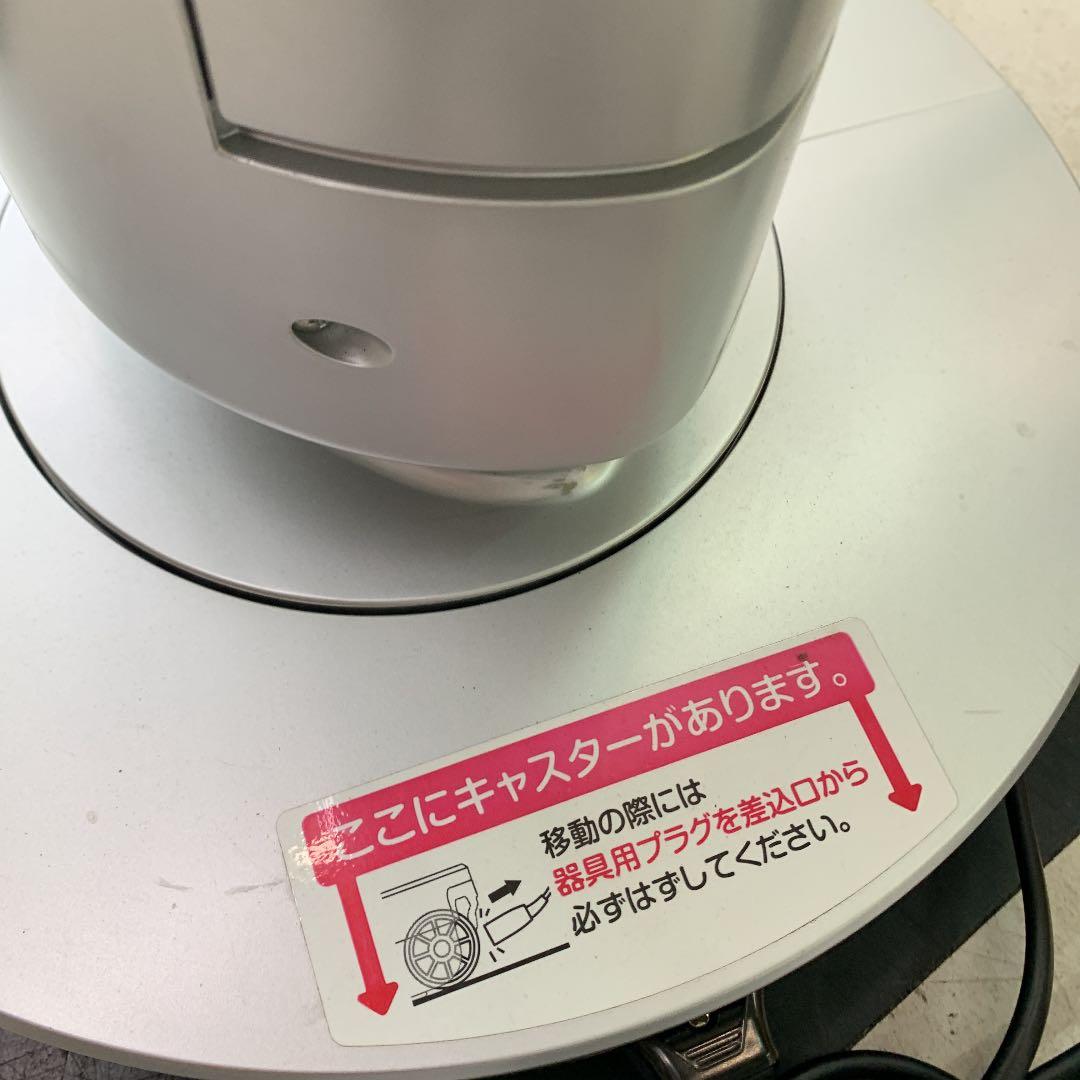 ここにキャスターがあります。
移動の際には
器具用プラグを差込口から
必ずはずしてください。